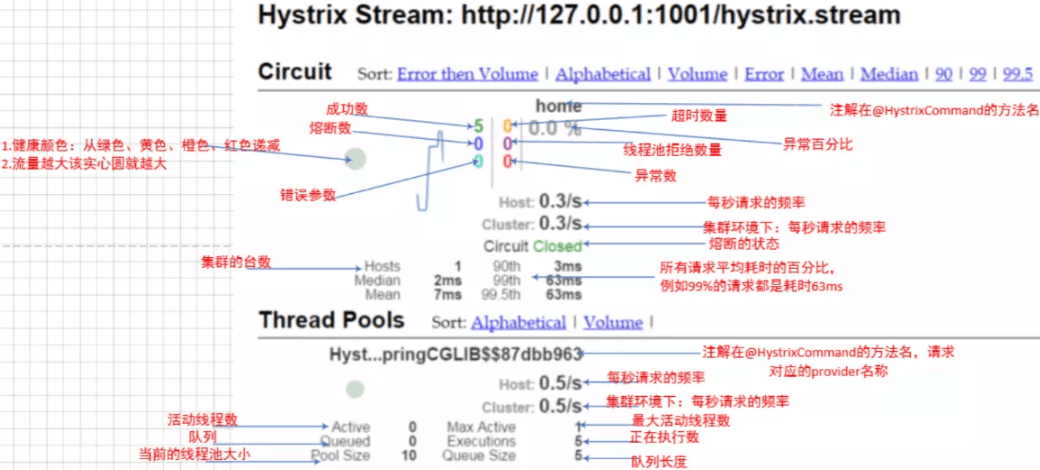 Hystrix Stream: http://127.0.0.1:1001/hystrix.stream
Circuit Sort: Error then Volume | Alphabetical | Volume | Error | Mean | Median | 90 | 99 | 99.5
成功数 home 注解在@HystrixCommand的方法名
熔断数 5 0 超时数量
0.0 %
1.健康颜色：从绿色、黄色、橙色、红色递减 0 0 线程池拒绝数量 异常百分比
2.流量越大该实心圆就越大 0 0 异常数
错误参数
Host: 0.3/s 每秒请求的频率
Cluster: 0.3/s 集群环境下：每秒请求的频率
Circuit Closed 熔断的状态
集群的台数 Hosts 1 90th 3ms 所有请求平均耗时的百分比，
Median 2ms 99th 63ms 例如99%的请求都是耗时63ms
Mean 7ms 99.5th 63ms
Thread Pools Sort: Alphabetical | Volume |
Hyst...pringCGLIB$$87dbb963 注解在@HystrixCommand的方法名，请求
对应的provider名称
Host: 0.5/s 每秒请求的频率
Cluster: 0.5/s 集群环境下：每秒请求的频率
活动线程数 Active 0 Max Active 1 最大活动线程数
队列 Queued 0 Executions 5 正在执行数
当前的线程池大小 Pool Size 10 Queue Size 5 队列长度